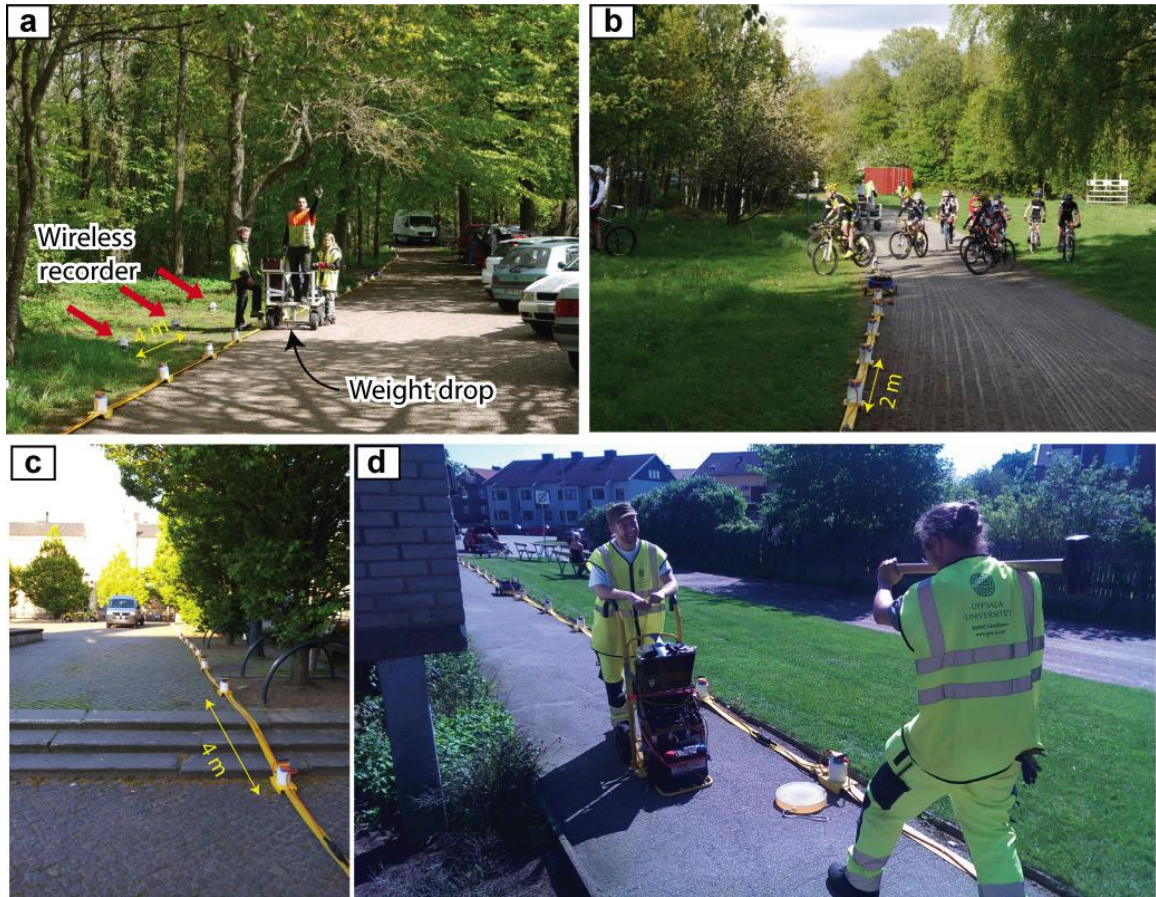 a
Wireless
recorder
4 m
Weight drop
b
2 m
c
4 m
d
UPPSALA
UNIVERSITET